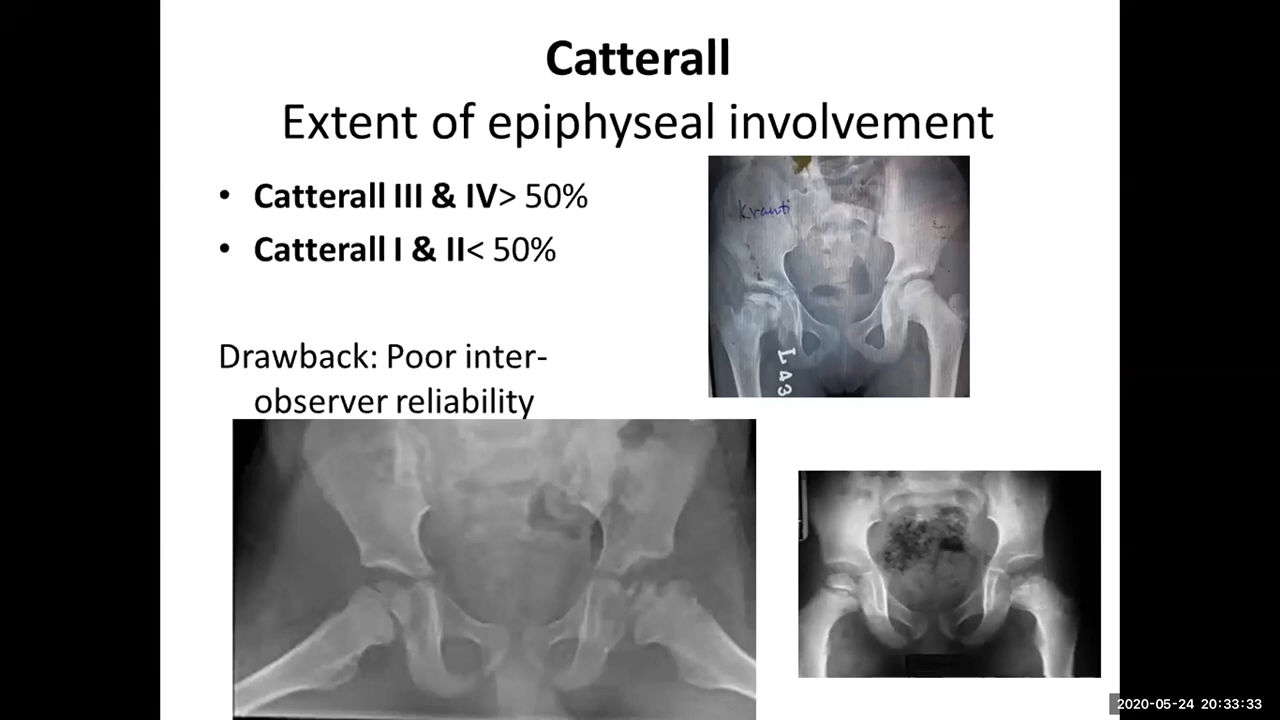 Catterall
Extent of epiphyseal involvement
• Catterall III & IV> 50%
• Catterall I & II< 50%
Drawback: Poor inter-
observer reliability
Kranti
L43
2020-05-24 20:33:33